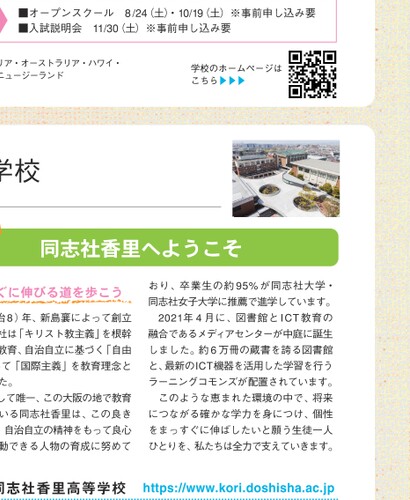 ■オープンスクール 8/24（土）・10/19（土） ※事前申し込み要
■入試説明会 11/30（土） ※事前申し込み要
リア・オーストラリア・ハワイ・
ニュージーランド
学校のホームページは
こちら▶▶▶
学校
同志社香里へようこそ
ぐに伸びる道を歩こう
治8）年、新島襄によって創立
社は「キリスト教主義」を根幹
教育、自治自立に基づく「自由
て「国際主義」を教育理念と
た。
して唯一、この大阪の地で教育
いる同志社香里は、この良き
、自治自立の精神をもって良心
動できる人物の育成に努めて
おり、卒業生の約95%が同志社大学・
同志社女子大学に推薦で進学しています。
2021年4月に、図書館とICT教育の
融合であるメディアセンターが中庭に誕生
しました。約6万冊の蔵書を誇る図書館
と、最新のICT機器を活用した学習を行う
ラーニングコモンズが配置されています。
このような恵まれた環境の中で、将来
につながる確かな学力を身につけ、個性
をまっすぐに伸ばしたいと願う生徒一人
ひとりを、私たちは全力で支えていきます。
同志社香里高等学校 https://www.kori.doshisha.ac.jp